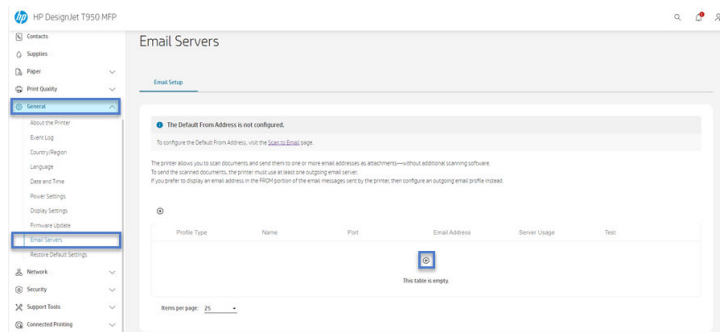 hp HP DesignJet T950 MFP
Contacts
Supplies
Paper
Print Quality
General
About the Printer
Event Log
Country/Region
Language
Date and Time
Power Settings
Display Settings
Firmware Update
Email Servers
Restore Default Settings
Network
Security
Support Tools
Connected Printing
Email Servers
Email Setup
The Default From Address is not configured.
To configure the Default From Address, visit the Scan to Email page.
The printer allows you to scan documents and send them to one or more email addresses as attachments—without additional scanning software.
To send the scanned documents, the printer must use at least one outgoing email server.
If you prefer to display an email address in the FROM portion of the email messages sent by the printer, then configure an outgoing email profile instead.
Profile Type Name Port Email Address Server Usage Test
This table is empty.
Items per page: 25